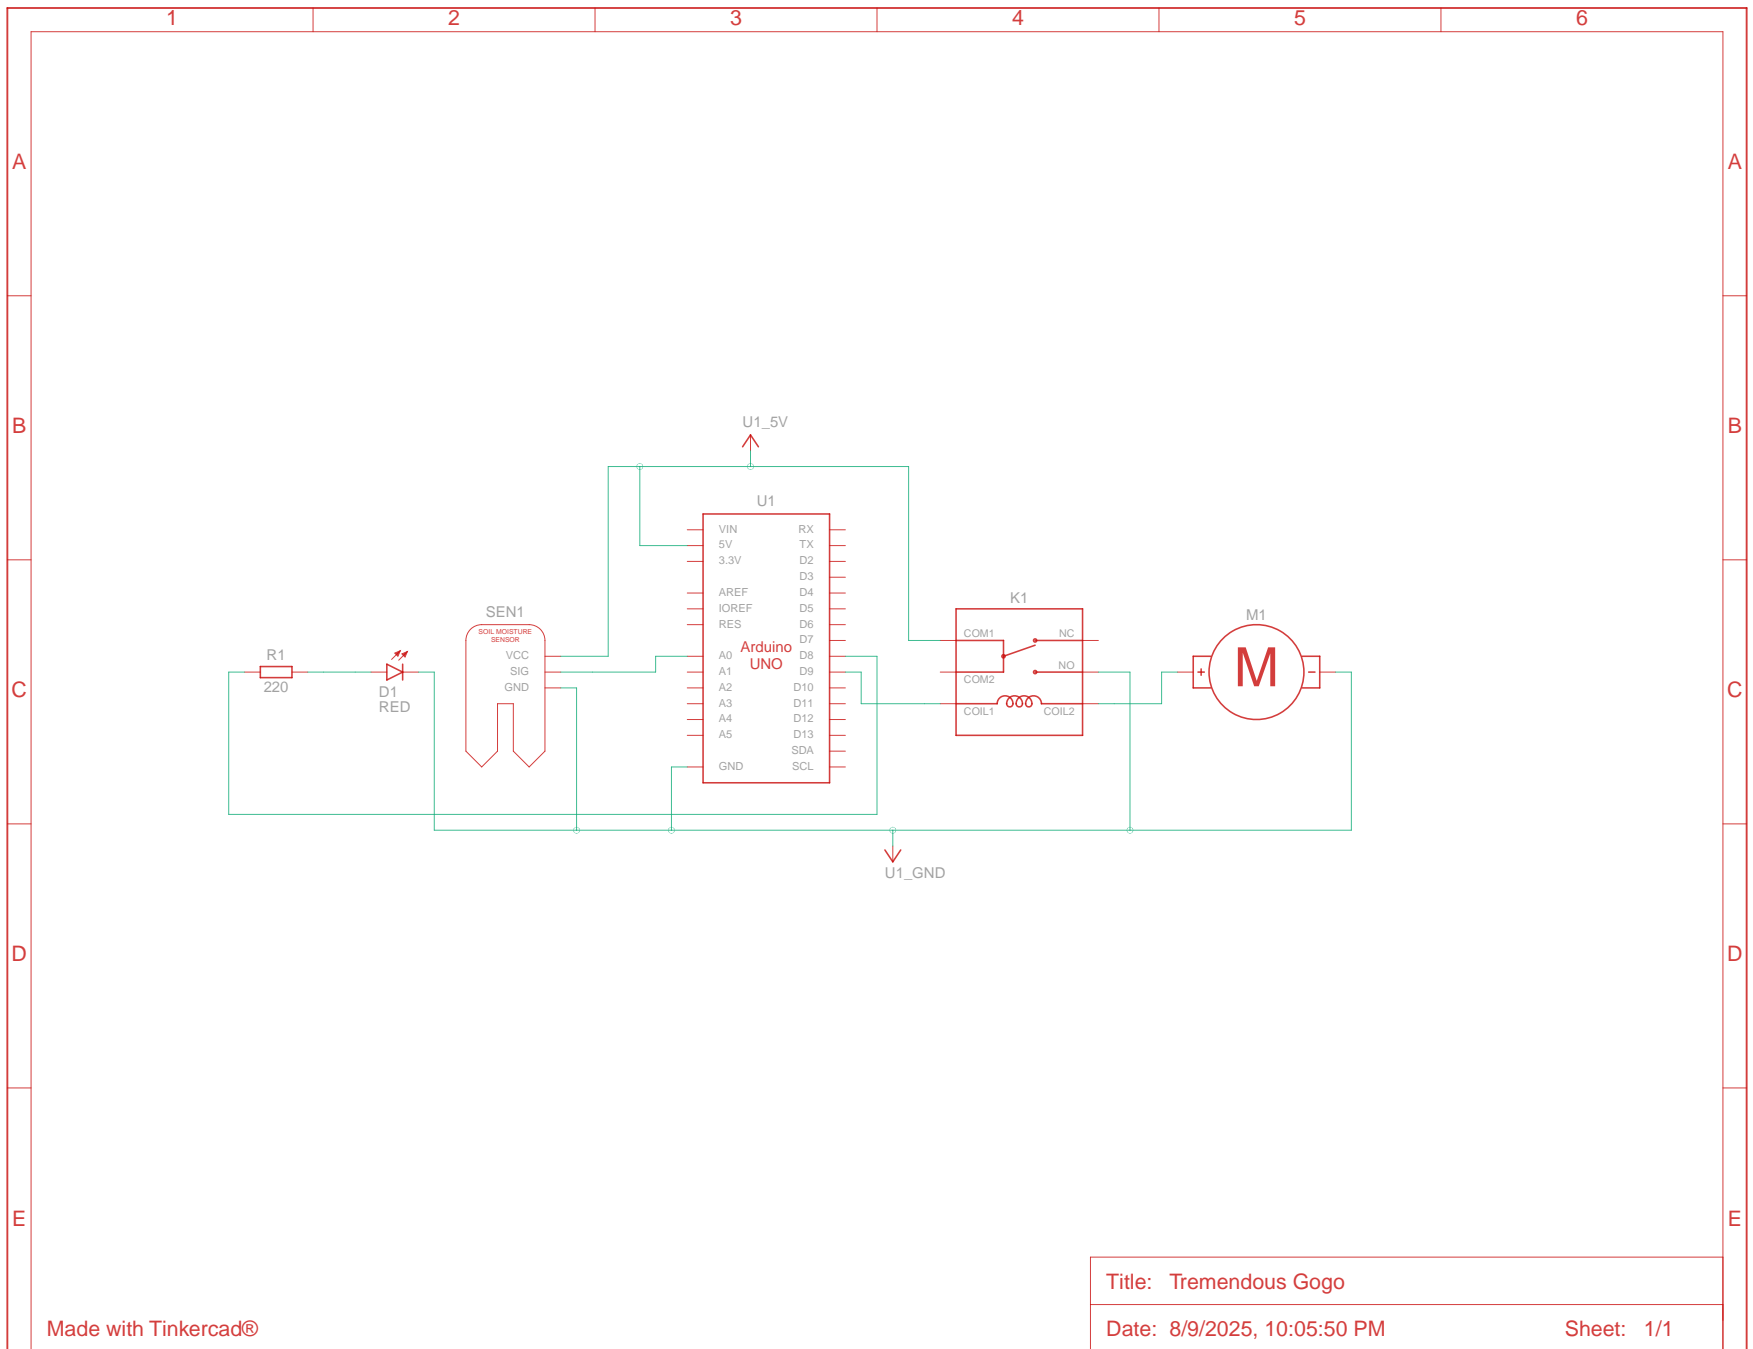 1 2 3 4 5 6
A A
B B
U1_5V
U1
VIN RX
5V TX
3.3V D2
D3
AREF D4
IOREF D5
RES D6
D7
A0 D8
A1 D9
A2 D10
A3 D11
A4 D12
A5 D13
SDA
GND SCL
Arduino
UNO
SEN1
SOIL MOISTURE
SENSOR
VCC
SIG
GND
R1
220
D1
RED
K1
COM1 NC
COM2 NO
COIL1 COIL2
M1
+ M -
C C
U1_GND
D D
E E
Title: Tremendous Gogo
Made with Tinkercad®
Date: 8/9/2025, 10:05:50 PM Sheet: 1/1